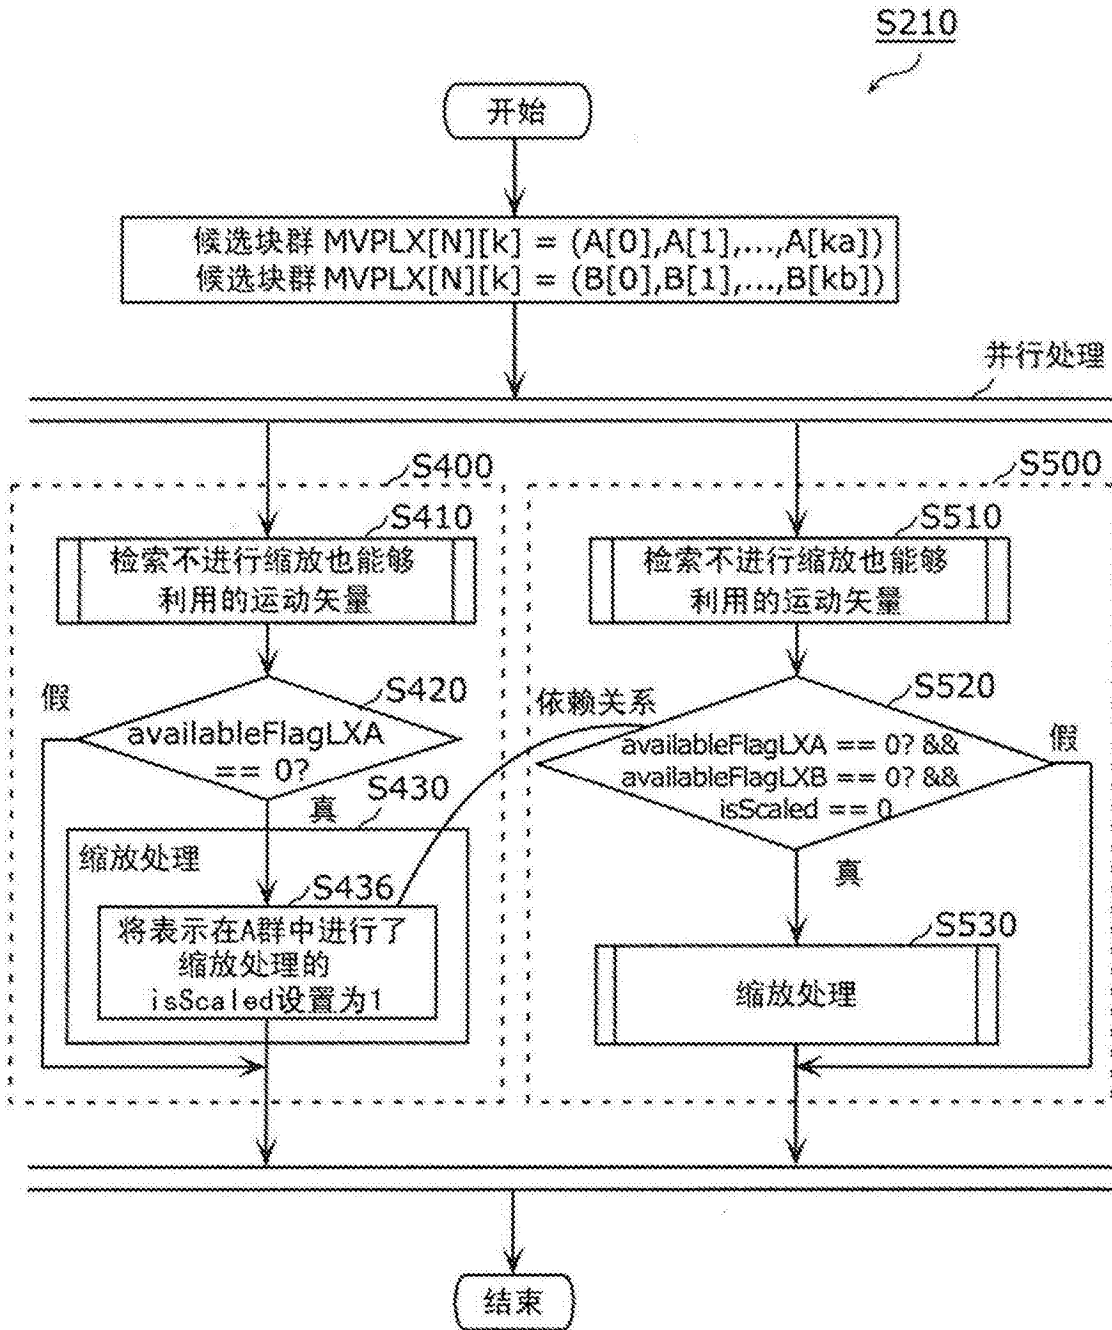 S210
开始
候选块群 MVPLX[N][k] = (A[0],A[1],...,A[ka])
候选块群 MVPLX[N][k] = (B[0],B[1],...,B[kb])
并行处理
S400
S410
检索不进行缩放也能够
利用的运动矢量
S420
假
availableFlagLXA
== 0?
真
S430
缩放处理
S436
将表示在A群中进行了
缩放处理的
isScaled设置为1
S500
S510
检索不进行缩放也能够
利用的运动矢量
S520
依赖关系
availableFlagLXA == 0? &&
availableFlagLXB == 0? &&
isScaled == 0
假
真
S530
缩放处理
结束